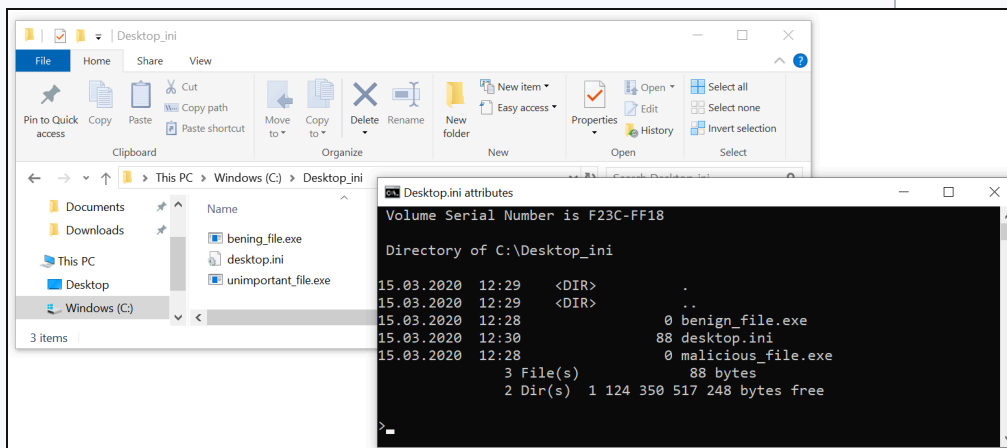 Desktop_ini
File Home Share View
Pin to Quick access
Copy
Paste
Cut
Copy path
Paste shortcut
Clipboard
Move to
Copy to
Delete
Rename
Organize
New folder
New item
Easy access
New
Properties
Open
Edit
History
Open
Select all
Select none
Invert selection
Select
This PC > Windows (C:) > Desktop_ini
Search Desktop_ini
Documents
Downloads
This PC
Desktop
Windows (C:)
Name
bening_file.exe
desktop.ini
unimportant_file.exe
3 items
Desktop.ini attributes
Volume Serial Number is F23C-FF18
Directory of C:\Desktop_ini
15.03.2020 12:29 <DIR> .
15.03.2020 12:29 <DIR> ..
15.03.2020 12:28 0 benign_file.exe
15.03.2020 12:30 88 desktop.ini
15.03.2020 12:28 0 malicious_file.exe
3 File(s) 88 bytes
2 Dir(s) 1 124 350 517 248 bytes free
>